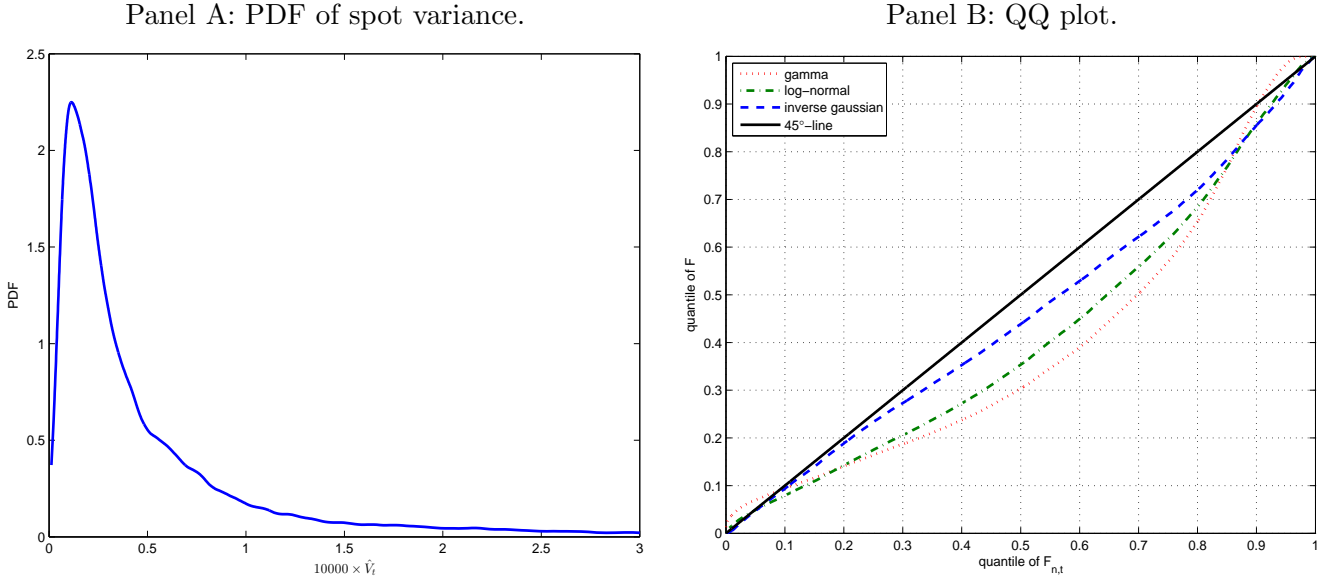 Panel A: PDF of spot variance.
2.5
2
1.5
1
0.5
0
PDF
0 0.5 1 1.5 2 2.5 3
10000 × V̂t
Panel B: QQ plot.
gamma
log-normal
inverse gaussian
45°-line
1
0.9
0.8
0.7
0.6
0.5
0.4
0.3
0.2
0.1
0
quantile of F
0 0.1 0.2 0.3 0.4 0.5 0.6 0.7 0.8 0.9 1
quantile of Fn,t